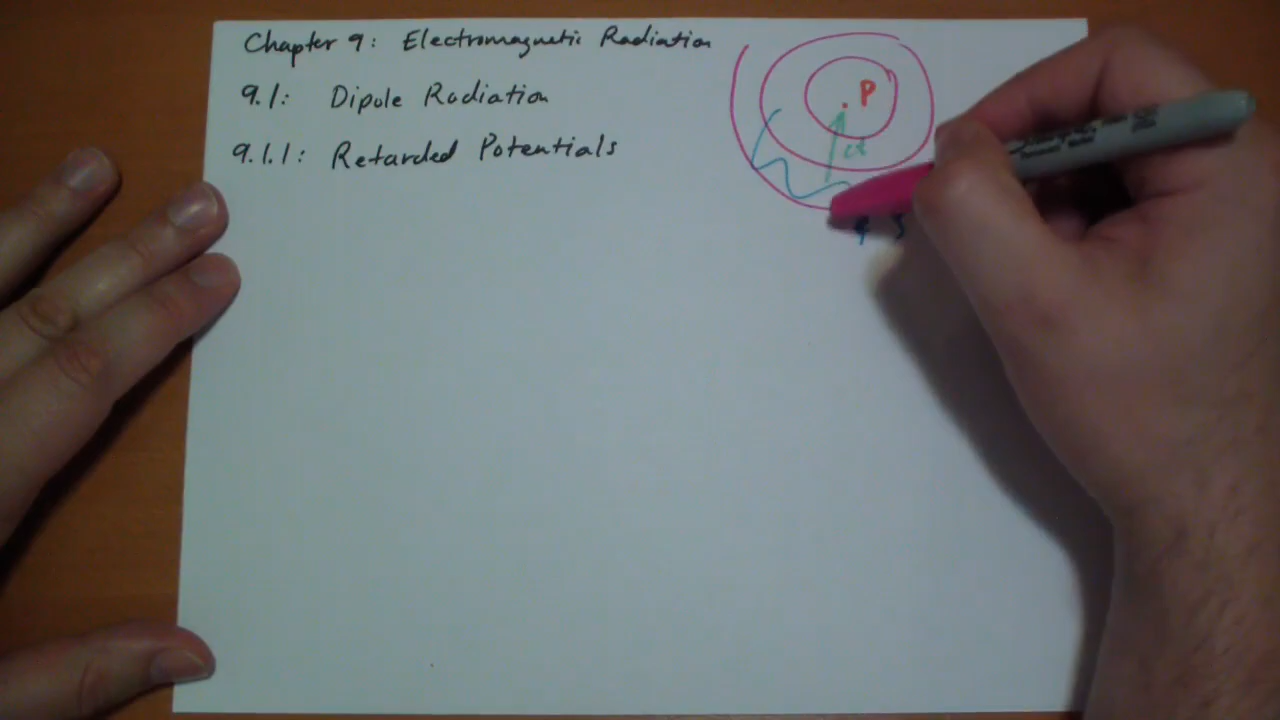 Chapter 9: Electromagnetic Radiation
9.1: Dipole Radiation
9.1.1: Retarded Potentials
P